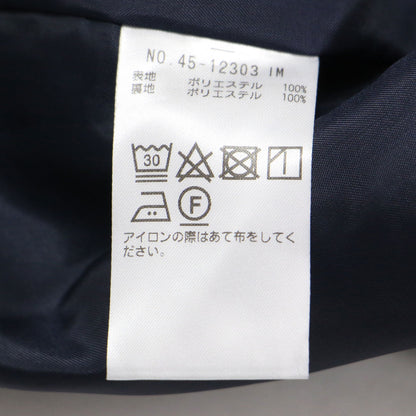 NO.45-12303 IM
表地 ポリエステル 100%
裏地 ポリエステル 100%
30
F
アイロンの際はあて布をしてく
ださい。